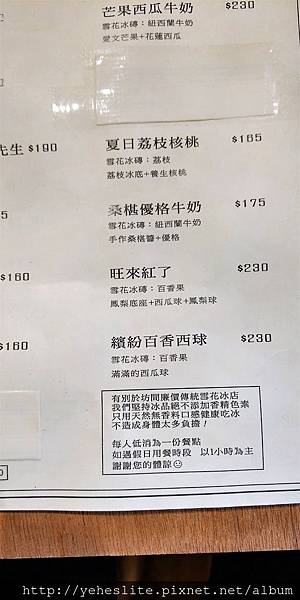 芒果西瓜牛奶 $230
雪花冰磚：紐西蘭牛奶
愛文芒果+花蓮西瓜
先生 $190
夏日荔枝核桃 $165
雪花冰磚：荔枝
荔枝冰底+養生核桃
5
桑椹優格牛奶 $175
雪花冰磚：紐西蘭牛奶
手作桑椹醬+優格
$160
旺來紅了 $230
雪花冰磚：百香果
鳳梨底座+西瓜球+鳳梨球
$160
繽紛百香西球 $230
雪花冰磚：百香果
滿滿的西瓜球
有別於坊間廉價傳統雪花冰店
我們堅持冰品絕不添加香精色素
只用天然無香料口感健康吃冰
不造成身體太多負擔！
每人低消為一份餐點
如遇假日用餐時段 以1小時為主
謝謝您的體諒☺
http://yeheslite.pixnet.net/album